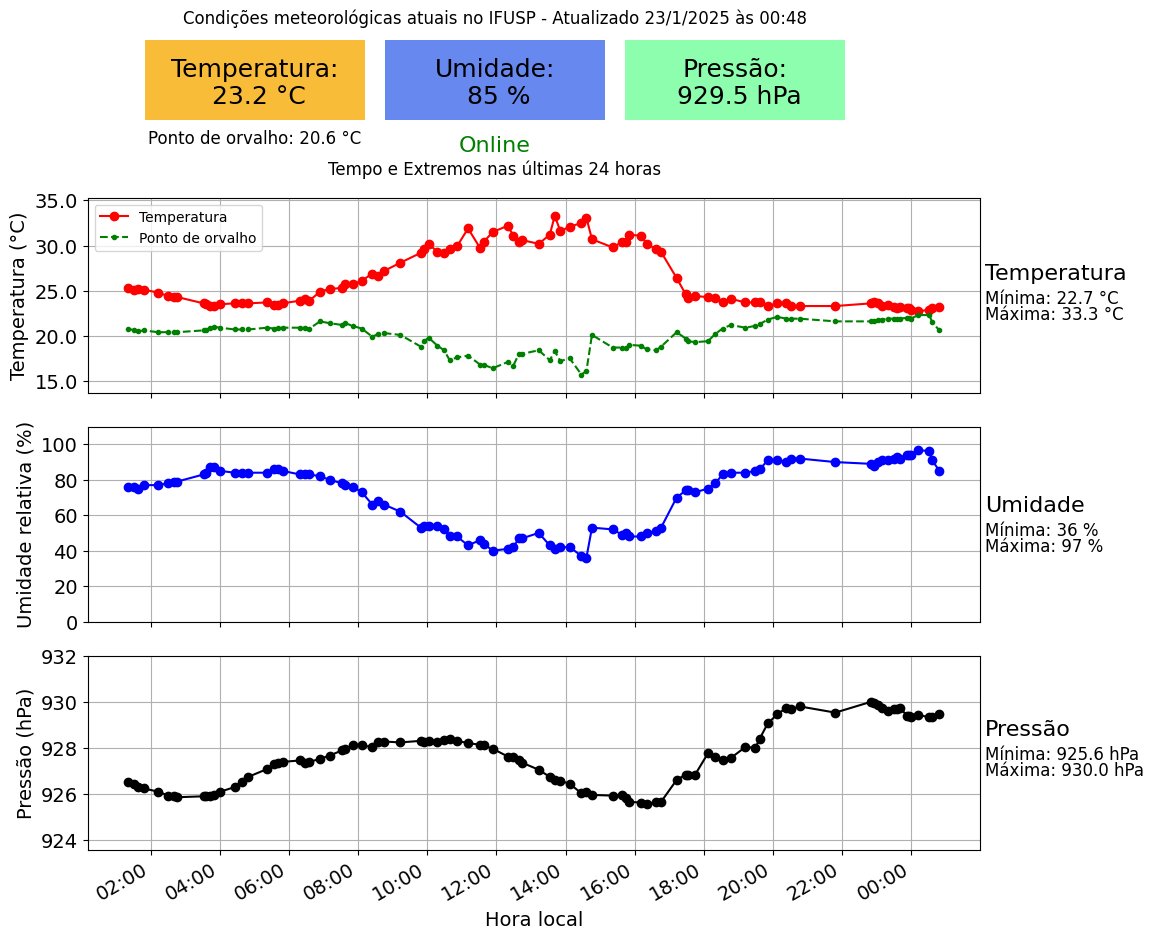 Condições meteorológicas atuais no IFUSP - Atualizado 23/1/2025 às 00:48
Temperatura:
23.2 °C
Umidade:
85 %
Pressão:
929.5 hPa
Ponto de orvalho: 20.6 °C
Online
Tempo e Extremos nas últimas 24 horas
Temperatura (°C)
35.0
30.0
25.0
20.0
15.0
Temperatura
Ponto de orvalho
Temperatura
Mínima: 22.7 °C
Máxima: 33.3 °C
Umidade relativa (%)
100
80
60
40
20
0
Umidade
Mínima: 36 %
Máxima: 97 %
Pressão (hPa)
932
930
928
926
924
Pressão
Mínima: 925.6 hPa
Máxima: 930.0 hPa
02:00
04:00
06:00
08:00
10:00
12:00
14:00
16:00
18:00
20:00
22:00
00:00
Hora local